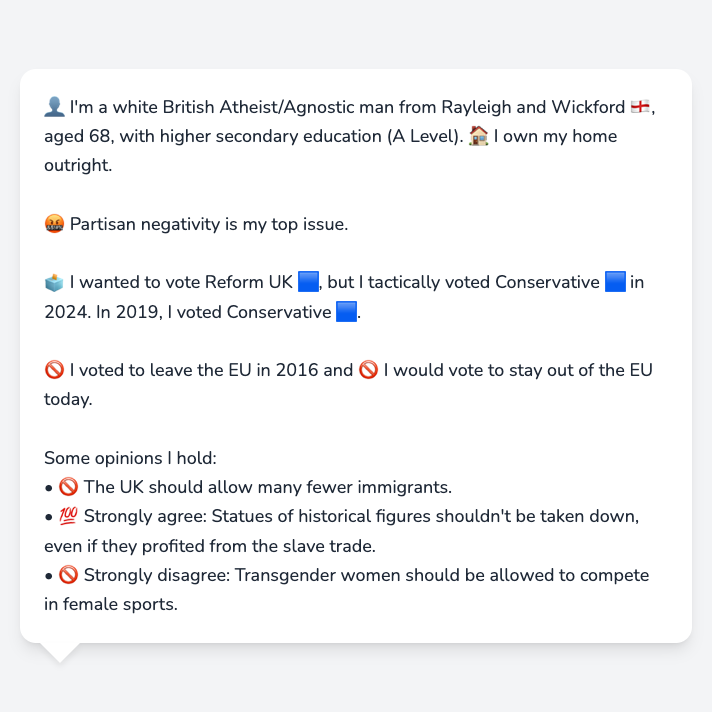 👤 I'm a white British Atheist/Agnostic man from Rayleigh and Wickford 🏴󠁧󠁢󠁥󠁮󠁧󠁿,
aged 68, with higher secondary education (A Level). 🏠 I own my home
outright.
🤬 Partisan negativity is my top issue.
🗳️ I wanted to vote Reform UK 🟦, but I tactically voted Conservative 🟦 in
2024. In 2019, I voted Conservative 🟦.
🚫 I voted to leave the EU in 2016 and 🚫 I would vote to stay out of the EU
today.
Some opinions I hold:
• 🚫 The UK should allow many fewer immigrants.
• 💯 Strongly agree: Statues of historical figures shouldn't be taken down,
even if they profited from the slave trade.
• 🚫 Strongly disagree: Transgender women should be allowed to compete
in female sports.